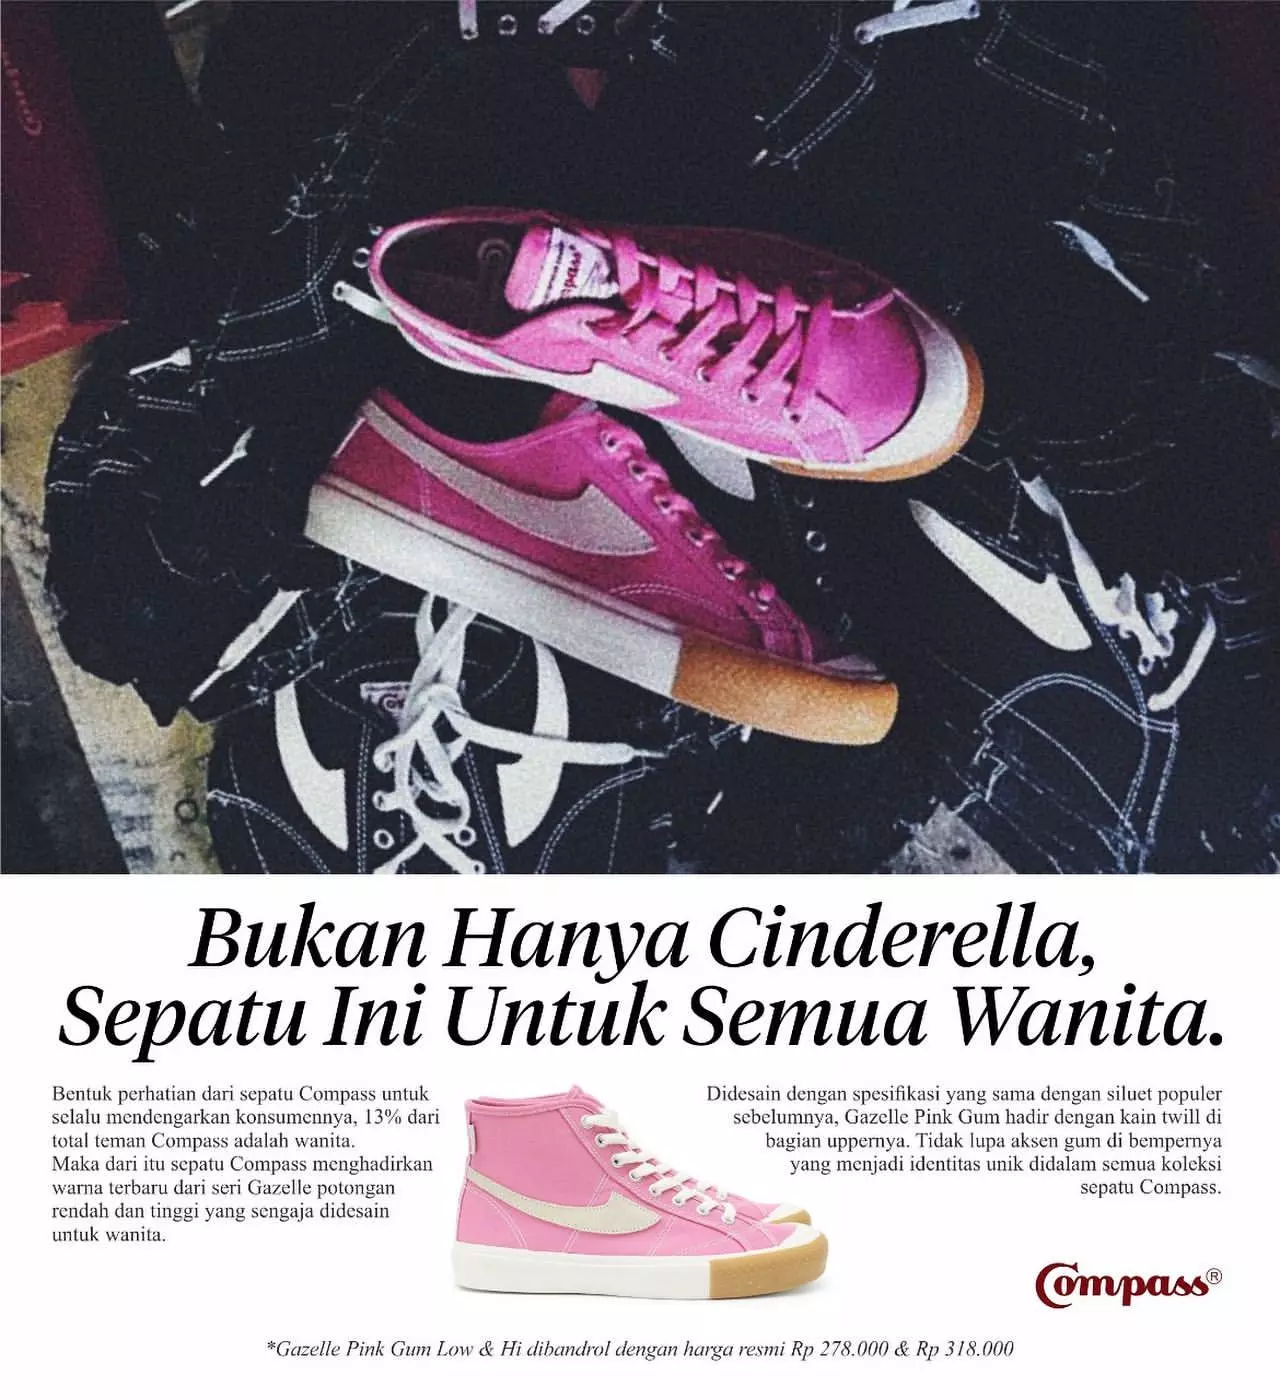 Bukan Hanya Cinderella,
Sepatu Ini Untuk Semua Wanita.
Bentuk perhatian dari sepatu Compass untuk
selalu mendengarkan konsumennya, 13% dari
total teman Compass adalah wanita.
Maka dari itu sepatu Compass menghadirkan
warna terbaru dari seri Gazelle potongan
rendah dan tinggi yang sengaja didesain
untuk wanita.
Didesain dengan spesifikasi yang sama dengan siluet populer
sebelumnya, Gazelle Pink Gum hadir dengan kain twill di
bagian uppernya. Tidak lupa aksen gum di bempernya
yang menjadi identitas unik didalam semua koleksi
sepatu Compass.
Compass®
*Gazelle Pink Gum Low & Hi dibandrol dengan harga resmi Rp 278.000 & Rp 318.000